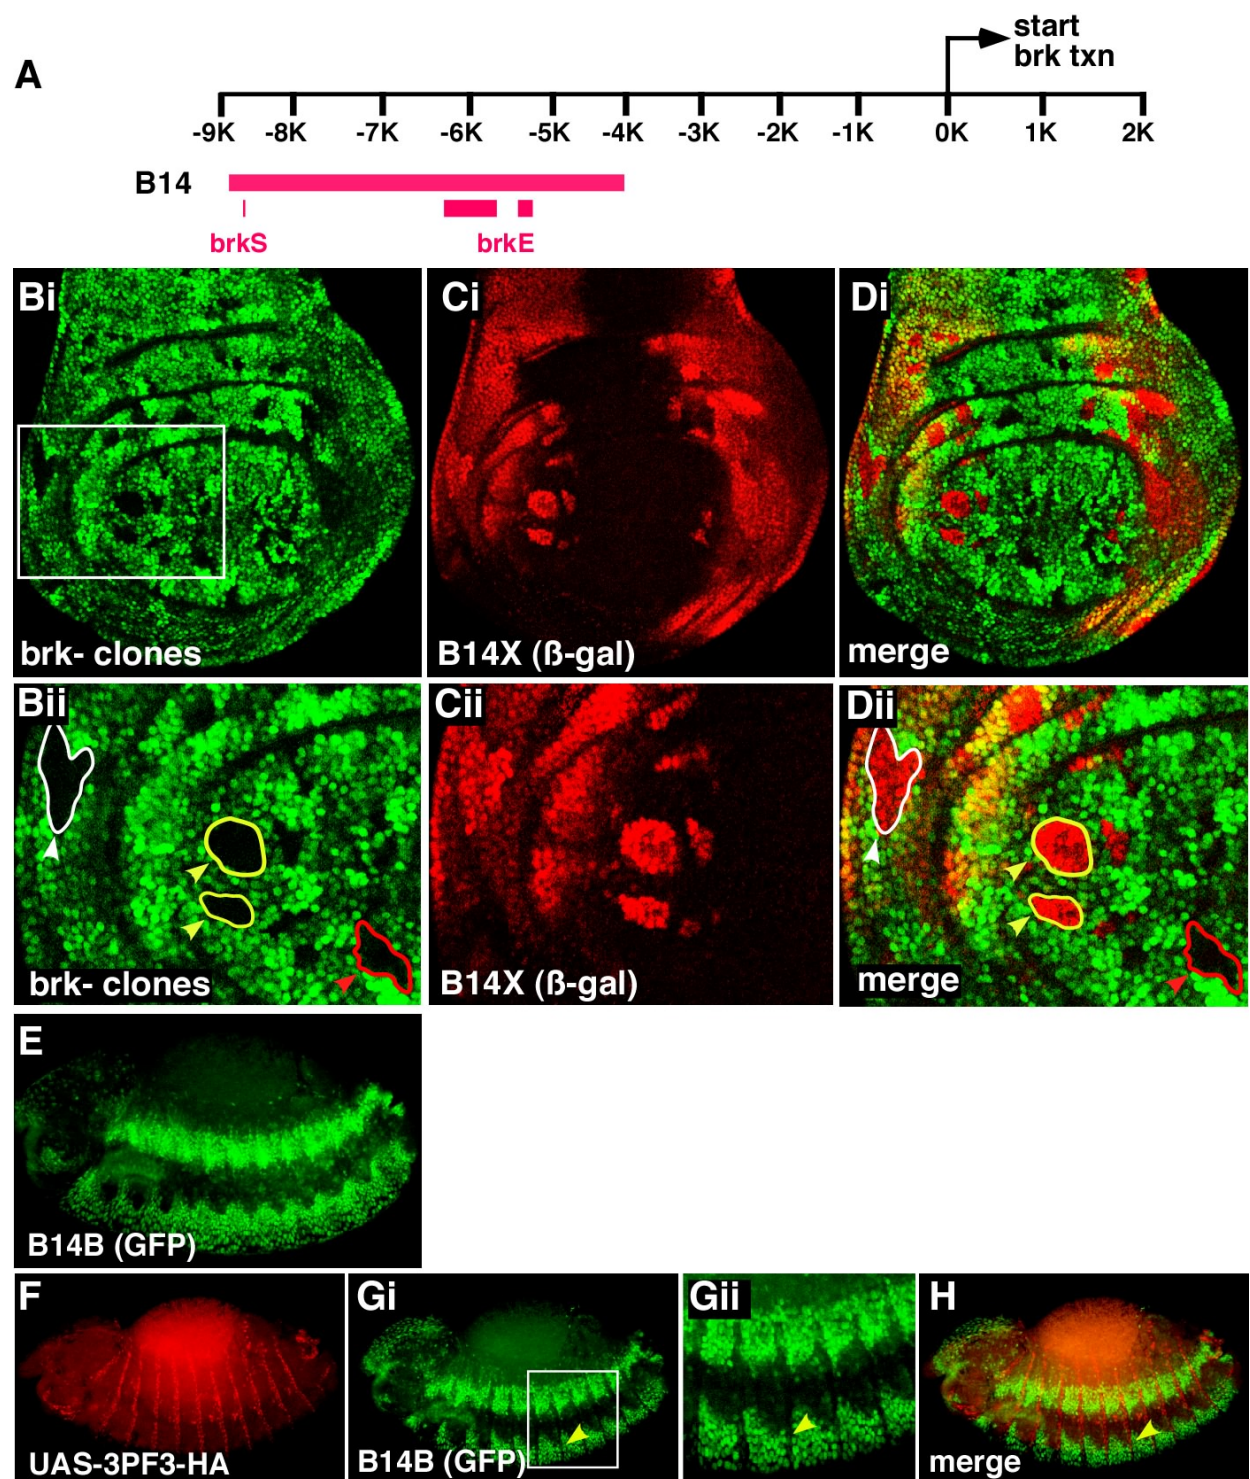 A
start
brk txn
-9K -8K -7K -6K -5K -4K -3K -2K -1K 0K 1K 2K
B14
brkS brkE
Bi
brk- clones
Ci
B14X (ß-gal)
Di
merge
Bii
brk- clones
Cii
B14X (ß-gal)
Dii
merge
E
B14B (GFP)
F
UAS-3PF3-HA
Gi
B14B (GFP)
Gii
H
merge